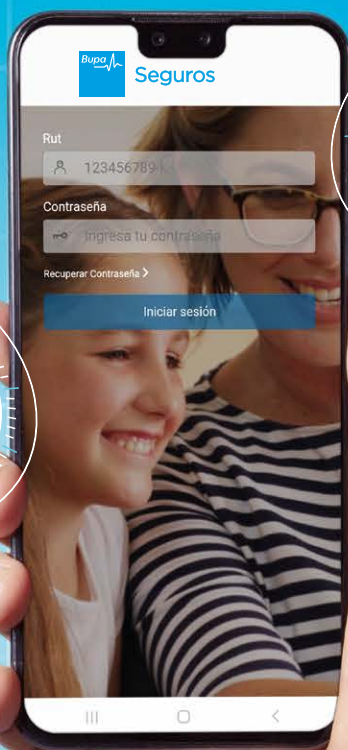 Bupa
Seguros
Rut
123456789
Contraseña
Ingresa tu contraseña
Recuperar Contraseña >
Iniciar sesión